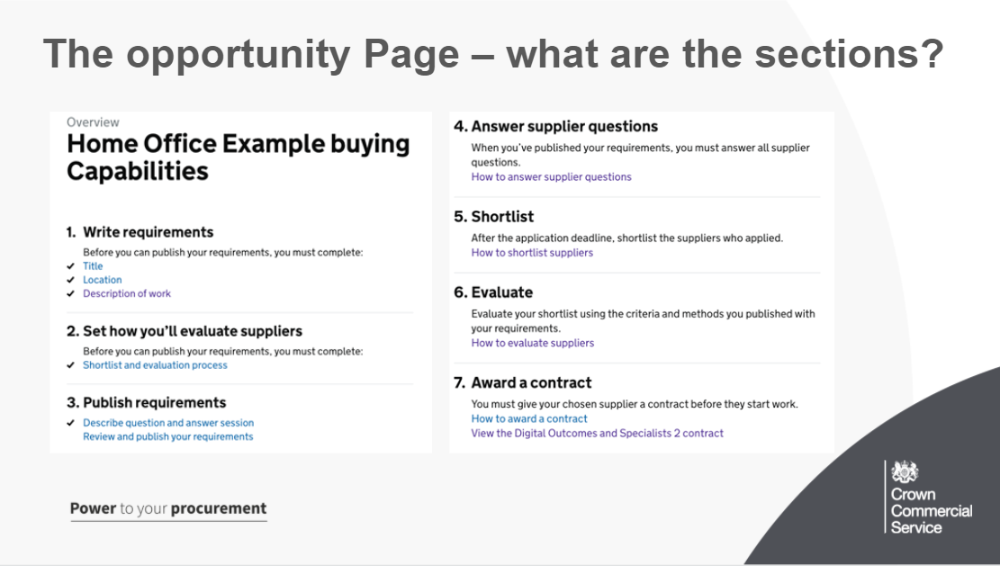 The opportunity Page – what are the sections?
Overview
Home Office Example buying
Capabilities
1. Write requirements
Before you can publish your requirements, you must complete:
✔ Title
✔ Location
✔ Description of work
2. Set how you’ll evaluate suppliers
Before you can publish your requirements, you must complete:
✔ Shortlist and evaluation process
3. Publish requirements
✔ Describe question and answer session
Review and publish your requirements
4. Answer supplier questions
When you’ve published your requirements, you must answer all supplier
questions.
How to answer supplier questions
5. Shortlist
After the application deadline, shortlist the suppliers who applied.
How to shortlist suppliers
6. Evaluate
Evaluate your shortlist using the criteria and methods you published with
your requirements.
How to evaluate suppliers
7. Award a contract
You must give your chosen supplier a contract before they start work.
How to award a contract
View the Digital Outcomes and Specialists 2 contract
Power to your procurement
Crown
Commercial
Service